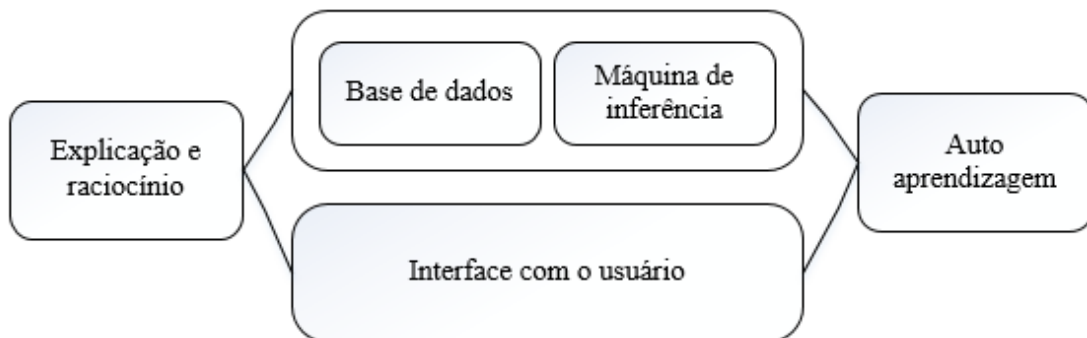 Base de dados
Máquina de
inferência
Explicação e
raciocínio
Auto
aprendizagem
Interface com o usuário